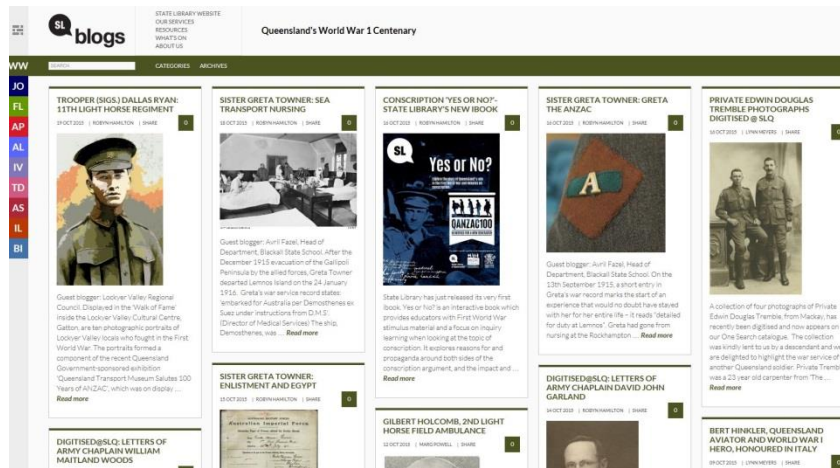 SL
blogs
STATE LIBRARY WEBSITE
OUR SERVICES
RESOURCES
WHAT'S ON
ABOUT US
Queensland's World War 1 Centenary
WW
SEARCH
CATEGORIES
ARCHIVES
JO
FL
AP
AL
IV
TD
AS
IL
BI
TROOPER (SIGS.) DALLAS RYAN:
11TH LIGHT HORSE REGIMENT
19 OCT 2015 | ROBYN HAMILTON | SHARE
0
Guest blogger: Lockyer Valley Regional
Council. Displayed in the 'Walk of Fame'
inside the Lockyer Valley Cultural Centre,
Gatton, are ten photographic portraits of
Lockyer Valley locals who fought in the First
World War. The portraits formed a
component of the recent Queensland
Government-sponsored exhibition
'Queensland Transport Museum Salutes 100
Years of ANZAC', which was on display ...
Read more
DIGITISED@SLQ: LETTERS OF
ARMY CHAPLAIN WILLIAM
MAITLAND WOODS
SISTER GRETA TOWNER: SEA
TRANSPORT NURSING
18 OCT 2015 | ROBYN HAMILTON | SHARE
0
Guest blogger: Avril Fazel, Head of
Department, Blackall State School. After the
December 1915 evacuation of the Gallipoli
Peninsula by the allied forces, Greta Towner
departed Lemnos Island on the 24 January
1916. Greta's war service record states:
'embarked for Australia per Demosthenes ex
Sues under instructions from D.M.S'.
(Director of Medical Services) The ship,
Demosthenes, was ... Read more
SISTER GRETA TOWNER:
ENLISTMENT AND EGYPT
15 OCT 2015 | ROBYN HAMILTON | SHARE
0
Australian Imperial Force
CONSCRIPTION 'YES OR NO?'-
STATE LIBRARY'S NEW IBOOK
16 OCT 2015 | ROBYN HAMILTON | SHARE
0
SL
Yes or No?
QANZAC100
State Library has just released its very first
ibook. Yes or No? is an interactive book which
provides educators with First World War
stimulus material and a focus on inquiry
learning when looking at the topic of
conscription. It explores reasons for and
propaganda around both sides of the
conscription argument, and the impact and ...
Read more
GILBERT HOLCOMB, 2ND LIGHT
HORSE FIELD AMBULANCE
12 OCT 2015 | MARG POWELL | SHARE
0
SISTER GRETA TOWNER: GRETA
THE ANZAC
16 OCT 2015 | ROBYN HAMILTON | SHARE
0
A
Guest blogger: Avril Fazel, Head of
Department, Blackall State School. On the
13th September 1915, a short entry in
Greta's war record marks the start of an
experience that would no doubt have stayed
with her for her entire life – it reads "detailed
for duty at Lemnos". Greta had gone from
nursing at the Rockhampton ... Read more
DIGITISED@SLQ: LETTERS OF
ARMY CHAPLAIN DAVID JOHN
GARLAND
14 OCT 2015 | ROBYN HAMILTON | SHARE
0
PRIVATE EDWIN DOUGLAS
TREMBLE PHOTOGRAPHS
DIGITISED @ SLQ
16 OCT 2015 | LYNN MEYERS | SHARE
A collection of four photographs of Private
Edwin Douglas Tremble, from Mackay, has
recently been digitised and now appears on
our One Search catalogue. The collection
was kindly lent to us by a descendant and we
are delighted to highlight the war service of
another Queensland soldier. Private Tremble
was a 23 year old carpenter from 'The ...
Read more
BERT HINKLER, QUEENSLAND
AVIATOR AND WORLD WAR I
HERO, HONOURED IN ITALY
09 OCT 2015 | LYNN MEYERS | SHARE